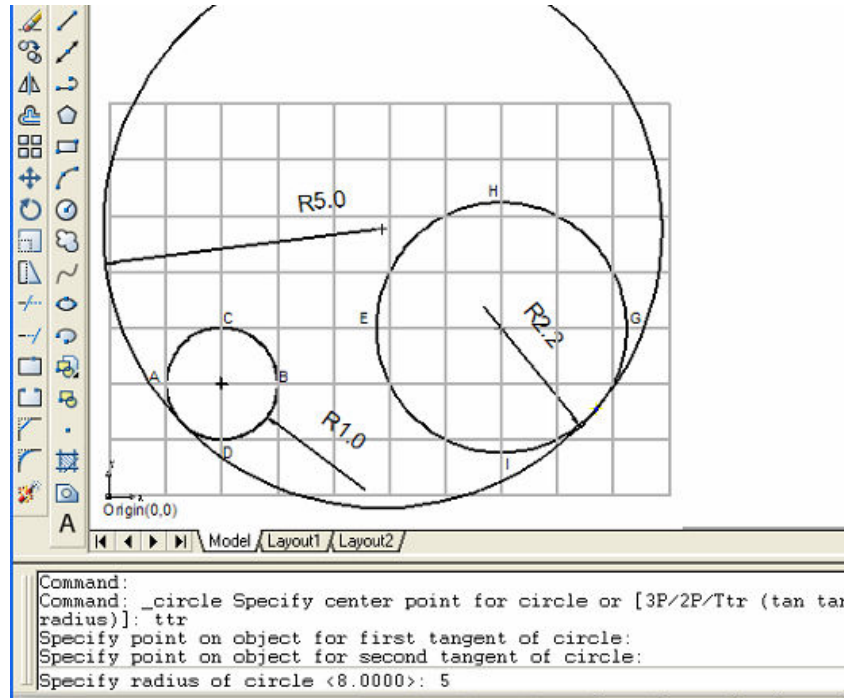 H
R5.0
C
E
R2.2
G
A
B
R1.0
D
I
Y
X
Origin(0,0)
A
Model Layout1 Layout2
Command:
Command: _circle Specify center point for circle or [3P/2P/Ttr (tan tan
radius)]: ttr
Specify point on object for first tangent of circle:
Specify point on object for second tangent of circle:
Specify radius of circle <8.0000>: 5